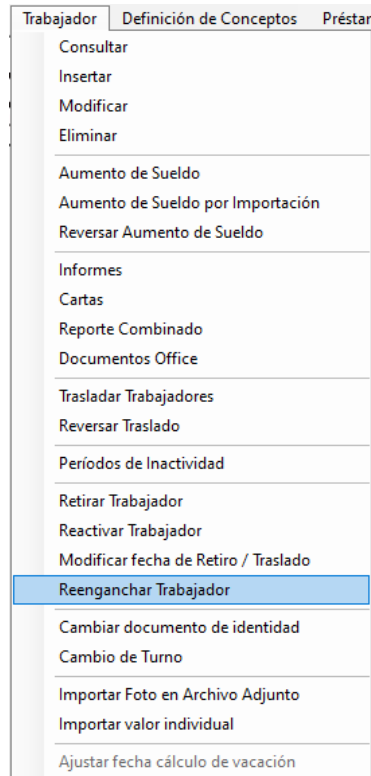 Trabajador Definición de Conceptos Préstar
Consultar
Insertar
Modificar
Eliminar
Aumento de Sueldo
Aumento de Sueldo por Importación
Reversar Aumento de Sueldo
Informes
Cartas
Reporte Combinado
Documentos Office
Trasladar Trabajadores
Reversar Traslado
Períodos de Inactividad
Retirar Trabajador
Reactivar Trabajador
Modificar fecha de Retiro / Traslado
Reenganchar Trabajador
Cambiar documento de identidad
Cambio de Turno
Importar Foto en Archivo Adjunto
Importar valor individual
Ajustar fecha cálculo de vacación